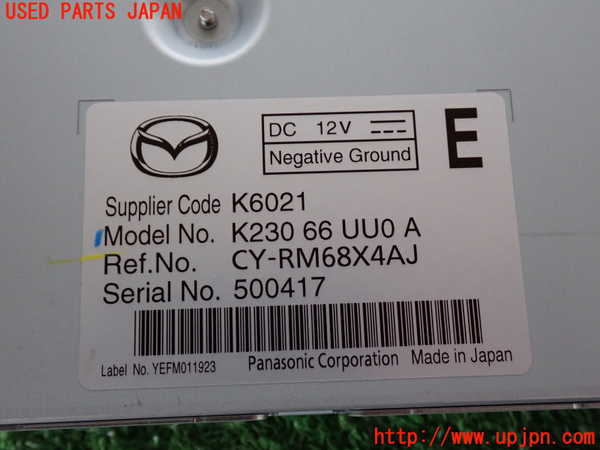 USED PARTS JAPAN
DC 12V
Negative Ground
E
Supplier Code K6021
Model No. K230 66 UU0 A
Ref.No. CY-RM68X4AJ
Serial No. 500417
Label No. YEFM011923 Panasonic Corporation Made in Japan
http://www.upjpn.com/